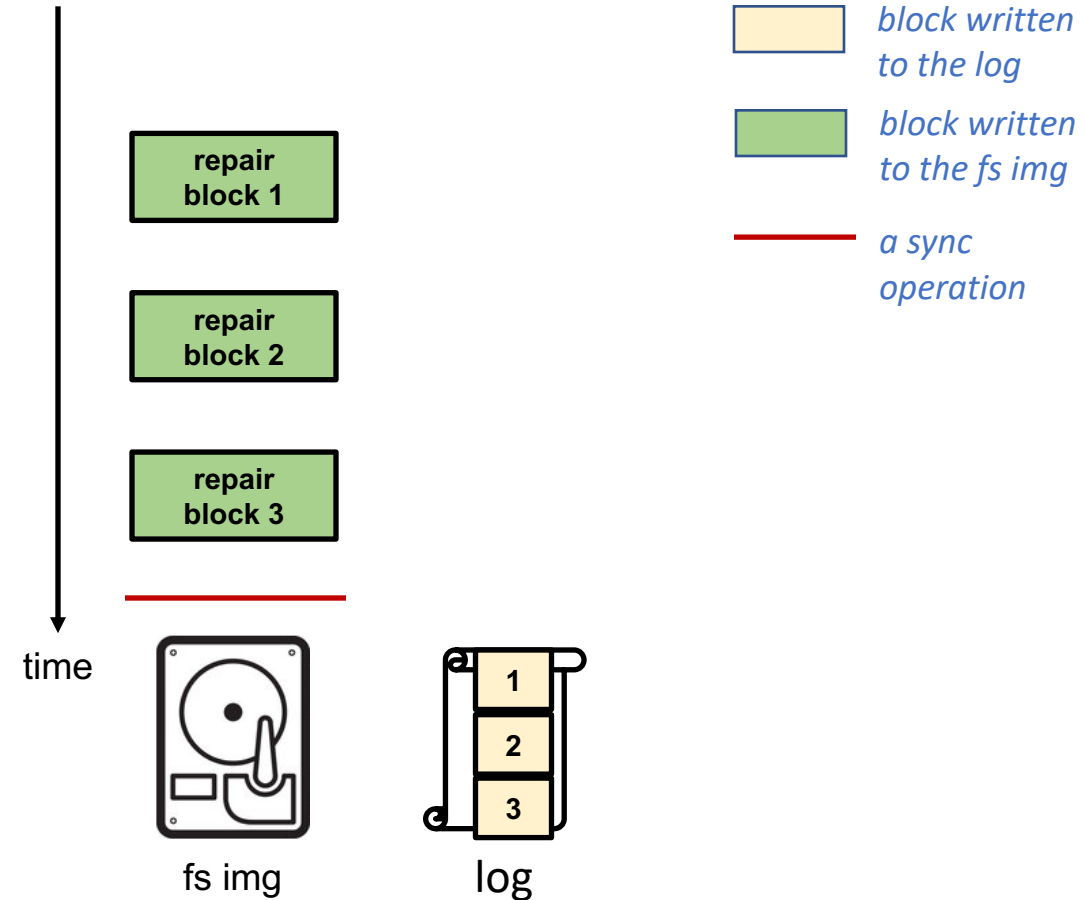 block written
to the log
block written
to the fs img
a sync
operation
repair
block 1
repair
block 2
repair
block 3
time
1
2
3
fs img
log